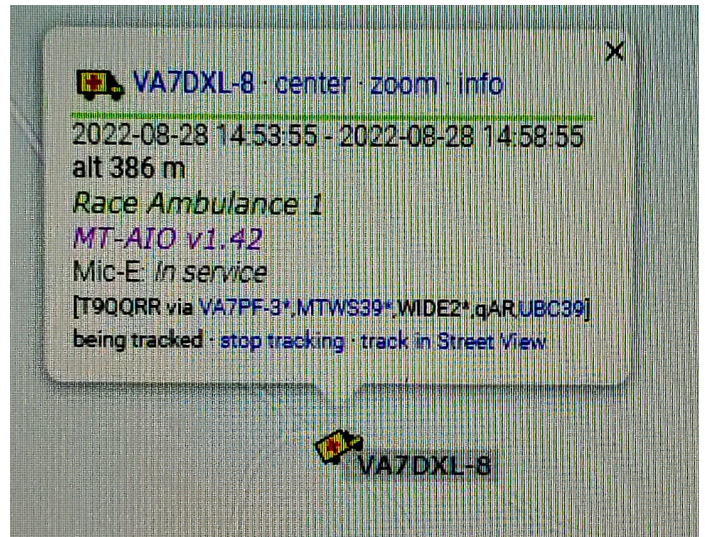 ×
VA7DXL-8 · center · zoom · info
2022-08-28 14:53:55 - 2022-08-28 14:58:55
alt 386 m
Race Ambulance 1
MT-AIO v1.42
Mic-E: In service
[T9QQRR via VA7PF-3*,MTWS39*,WIDE2*,qAR,UBC39]
being tracked · stop tracking · track in Street View
VA7DXL-8